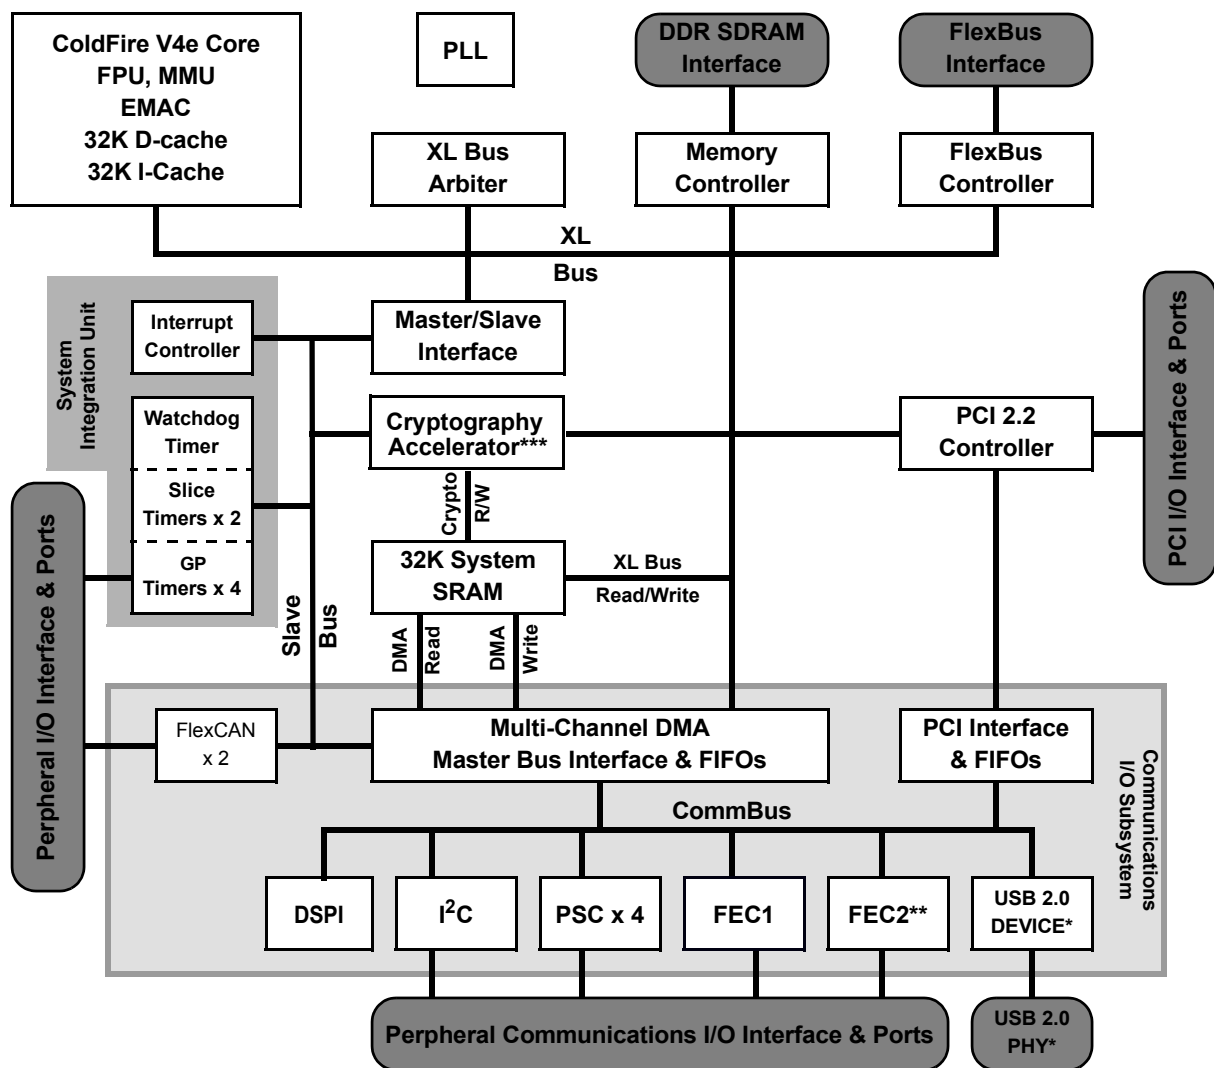 ColdFire V4e Core
FPU, MMU
EMAC
32K D-cache
32K I-Cache
PLL
DDR SDRAM
Interface
FlexBus
Interface
XL Bus
Arbiter
Memory
Controller
FlexBus
Controller
XL
Bus
System
Integration Unit
Interrupt
Controller
Master/Slave
Interface
PCI I/O Interface & Ports
Watchdog
Timer
Slice
Timers x 2
GP
Timers x 4
Cryptography
Accelerator***
PCI 2.2
Controller
Crypto
R/W
32K System
SRAM
XL Bus
Read/Write
Perpheral I/O Interface & Ports
Slave
Bus
DMA
Read
DMA
Write
FlexCAN
x 2
Multi-Channel DMA
Master Bus Interface & FIFOs
PCI Interface
& FIFOs
Communications
I/O Subsystem
CommBus
DSPI
I²C
PSC x 4
FEC1
FEC2**
USB 2.0
DEVICE*
Perpheral Communications I/O Interface & Ports
USB 2.0
PHY*